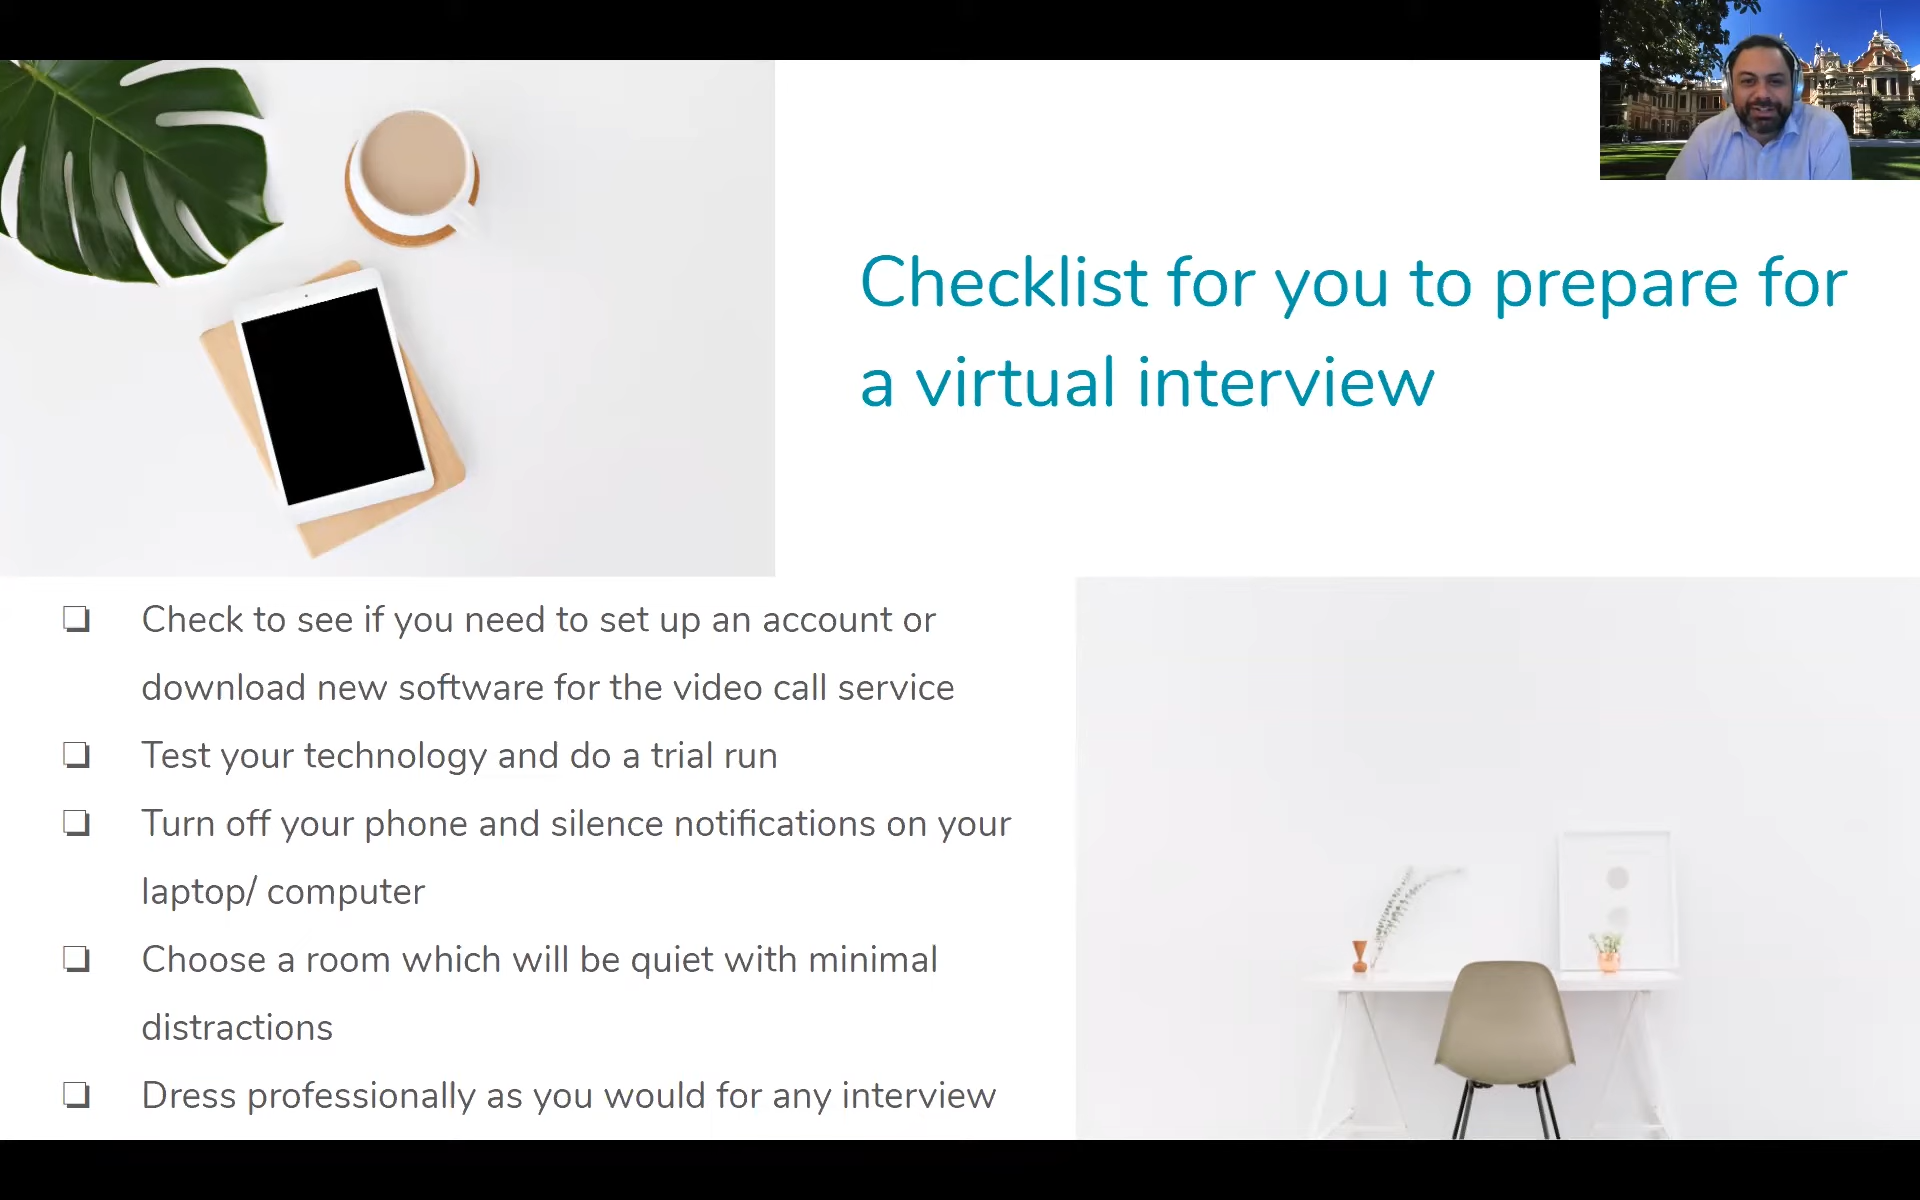 Checklist for you to prepare for
a virtual interview
❏ Check to see if you need to set up an account or
download new software for the video call service
❏ Test your technology and do a trial run
❏ Turn off your phone and silence notifications on your
laptop/ computer
❏ Choose a room which will be quiet with minimal
distractions
❏ Dress professionally as you would for any interview